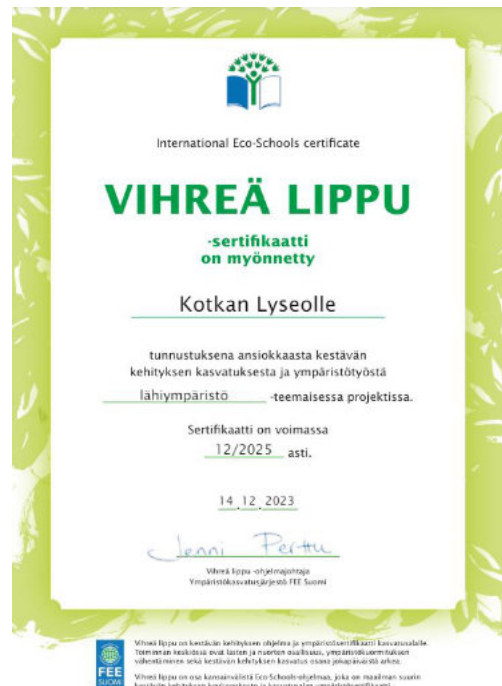 International Eco-Schools certificate
VIHREÄ LIPPU
-sertifikaatti
on myönnetty
Kotkan Lyseolle
tunnustuksena ansiokkaasta kestävän
kehityksen kasvatuksesta ja ympäristötyöstä
lähiympäristö -teemaisessa projektissa.
Sertifikaatti on voimassa
12/2025 asti.
14 12 2023
Jenni Perttu
Vihreä lippu -ohjelmajohtaja
Ympäristökasvatusjärjestö FEE Suomi
Vihreä lippu on kestävän kehityksen ohjelma ja ympäristösertifikaatti kasvatusalalle.
Toiminnan keskiössä ovat lasten ja nuorten osallisuus, ympäristökuormituksen
vähentäminen sekä kestävän kehityksen kasvatus osana jokapäiväistä arkea.
FEE
SUOMI
Vihreä lippu on osa kansainvälistä Eco-Schools-ohjelmaa, joka on maailman suurin